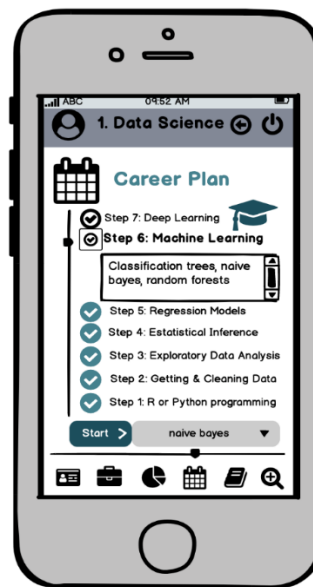 ABC 09:52 AM
1. Data Science
Career Plan
Step 7: Deep Learning
Step 6: Machine Learning
Classification trees, naive
bayes, random forests
Step 5: Regression Models
Step 4: Estatistical Inference
Step 3: Exploratory Data Analysis
Step 2: Getting & Cleaning Data
Step 1: R or Python programming
Start > naive bayes